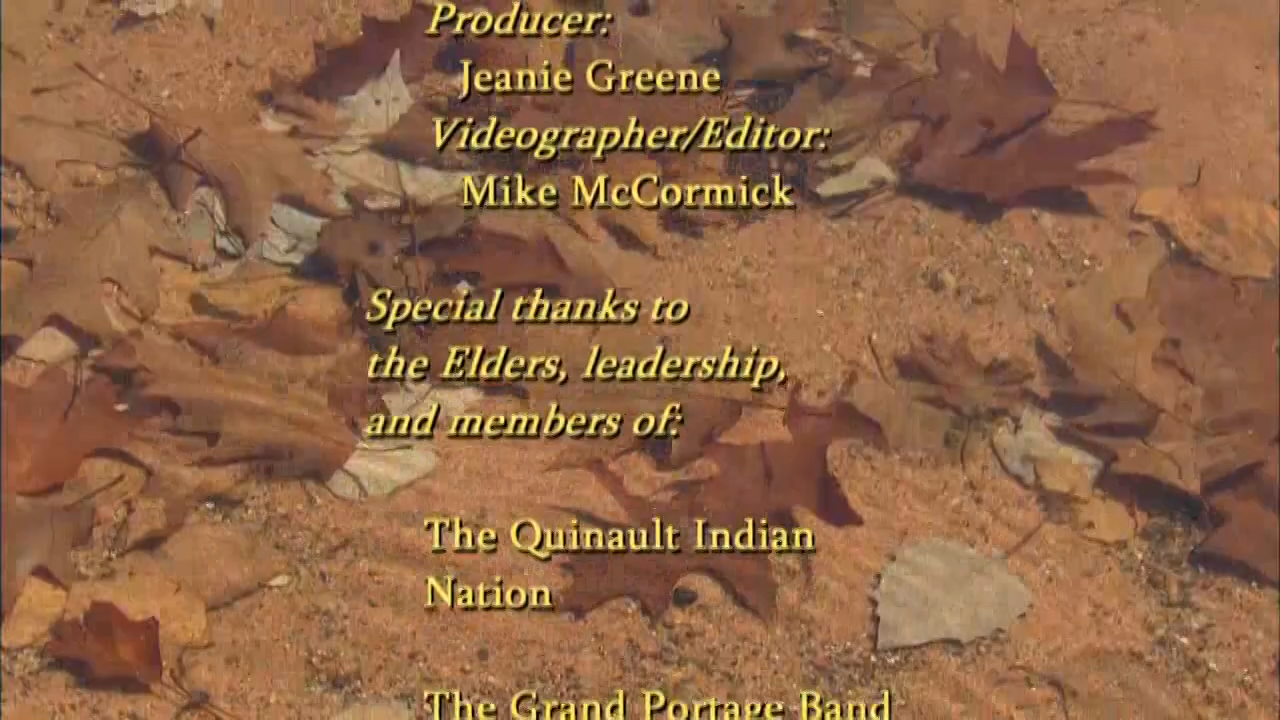 Producer:
Jeanie Greene
Videographer/Editor:
Mike McCormick
Special thanks to
the Elders, leadership,
and members of:
The Quinault Indian
Nation
The Grand Portage Band